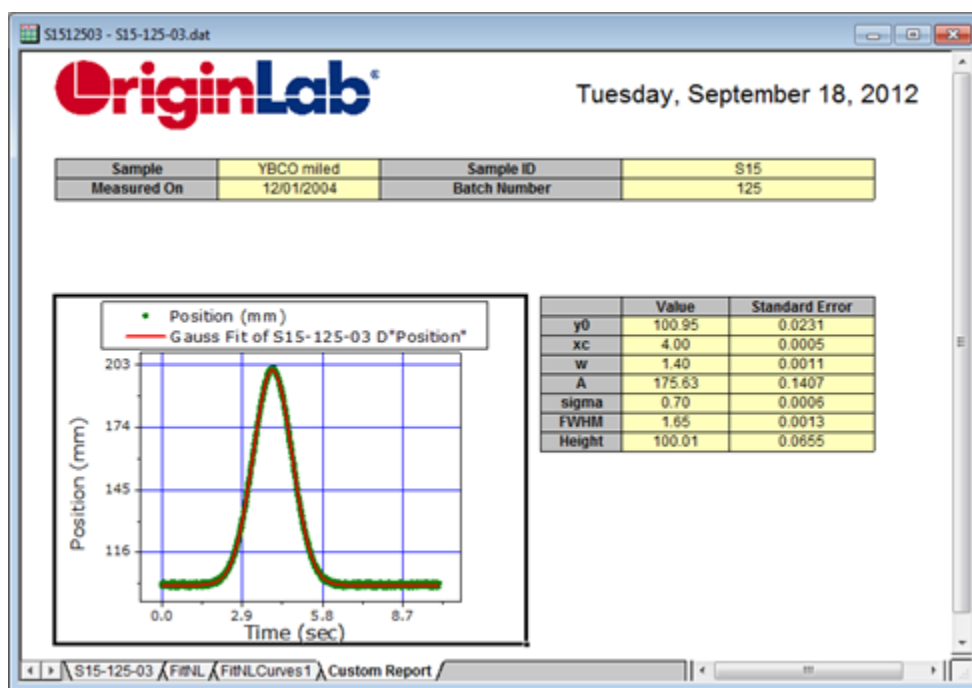 S1512503 - S15-125-03.dat
OriginLab®
Tuesday, September 18, 2012
Sample YBCO miled Sample ID S15
Measured On 12/01/2004 Batch Number 125
Position (mm)
Gauss Fit of S15-125-03 D"Position"
203
174
145
116
Position (mm)
0.0 2.9 5.8 8.7
Time (sec)
Value Standard Error
y0 100.95 0.0231
xc 4.00 0.0005
w 1.40 0.0011
A 175.63 0.1407
sigma 0.70 0.0006
FWHM 1.65 0.0013
Height 100.01 0.0655
S15-125-03 FitNL FitNLCurves1 Custom Report